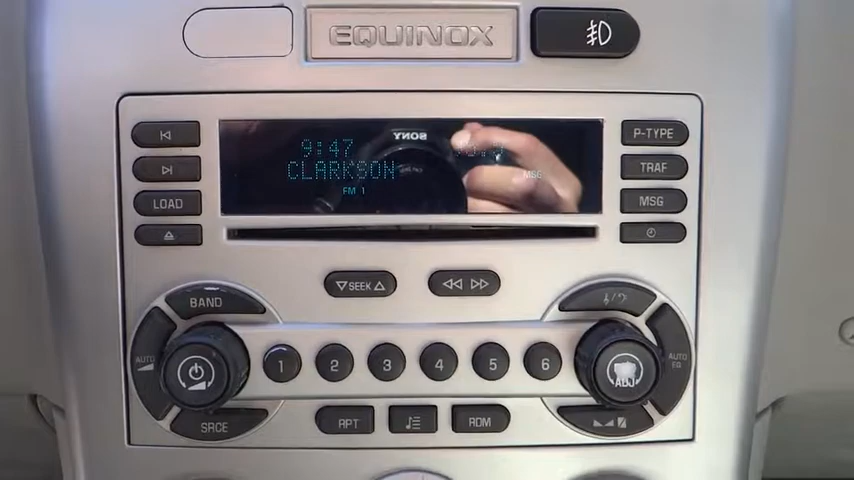 EQUINOX
P-TYPE
SONY
9:47
CLARKSON
FM 1
MSG
TRAF
LOAD
MSG
SEEK
BAND
AUTO
1 2 3 4 5 6
ADJ
AUTO EQ
SRCE
RPT
RDM